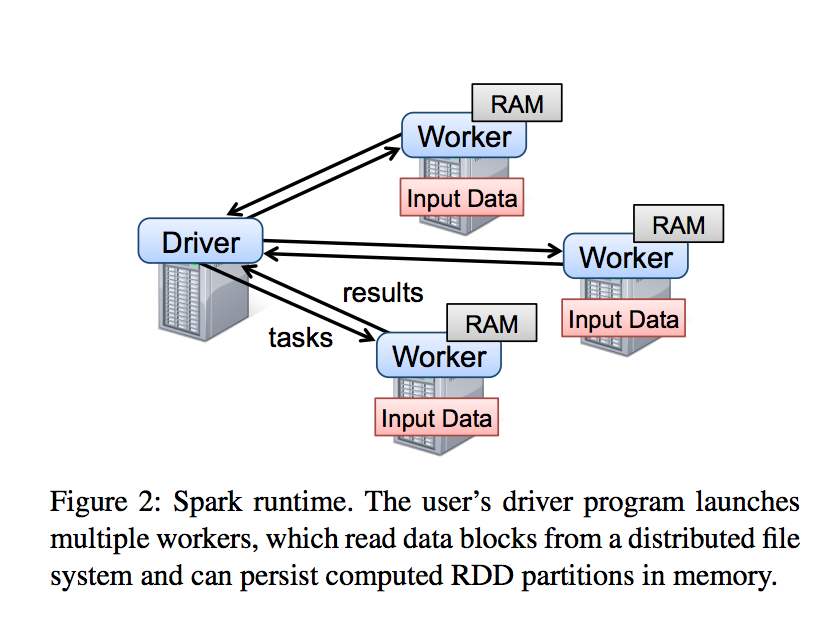 RAM
Worker
Input Data
RAM
Driver
Worker
results
Input Data
RAM
tasks
Worker
Input Data
Figure 2: Spark runtime. The user’s driver program launches
multiple workers, which read data blocks from a distributed file
system and can persist computed RDD partitions in memory.